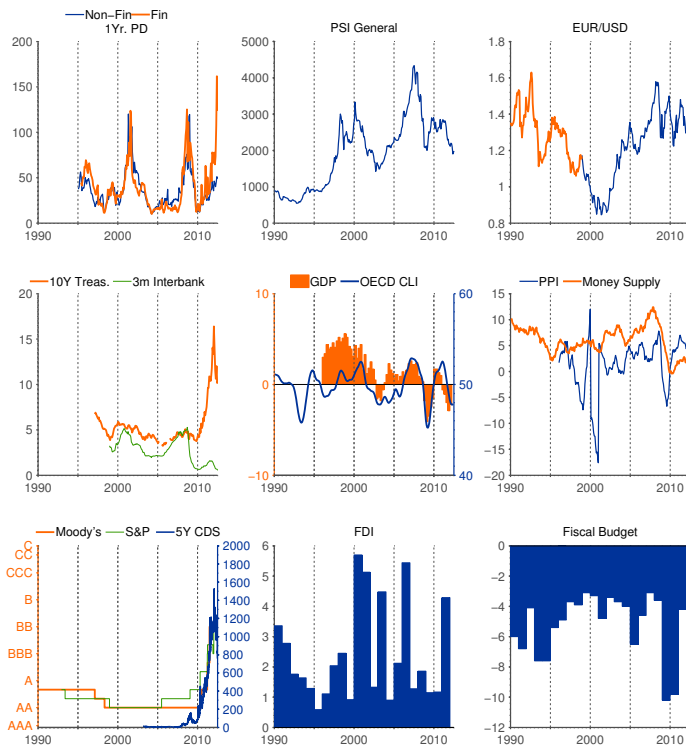 Non−Fin Fin
1Yr. PD
200
150
100
50
0
1990 2000 2010
PSI General
5000
4000
3000
2000
1000
0
1990 2000 2010
EUR/USD
1.8
1.6
1.4
1.2
1
0.8
1990 2000 2010
10Y Treas. 3m Interbank
20
15
10
5
0
1990 2000 2010
GDP OECD CLI
10 60
0 50
−10 40
1990 2000 2010
PPI Money Supply
20
15
10
5
0
−5
−10
−15
−20
1990 2000 2010
Moody's S&P 5Y CDS
C 2000
CC 1800
CCC 1600
B 1400
BB 1200
BBB 1000
A 800
AA 600
AAA 400
200
0
1990 2000 2010
FDI
6
5
4
3
2
1
0
1990 2000 2010
Fiscal Budget
0
−2
−4
−6
−8
−10
−12
1990 2000 2010